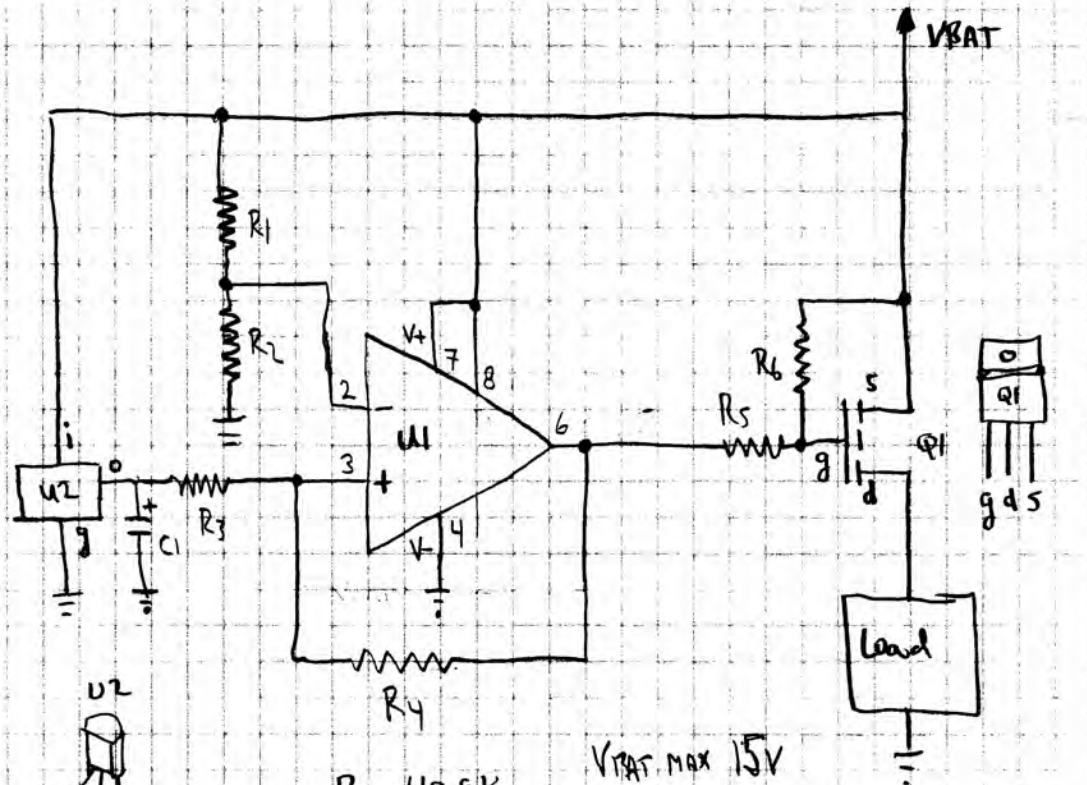 VBAT
R1
R2
V+
7
8
2
-
U1
6
3
+
4
V-
i
U2
o
g
R3
+
C1
R4
R5
R6
s
g
d
Q1
Q1
g d s
Load
U2
VBAT MAX 15V